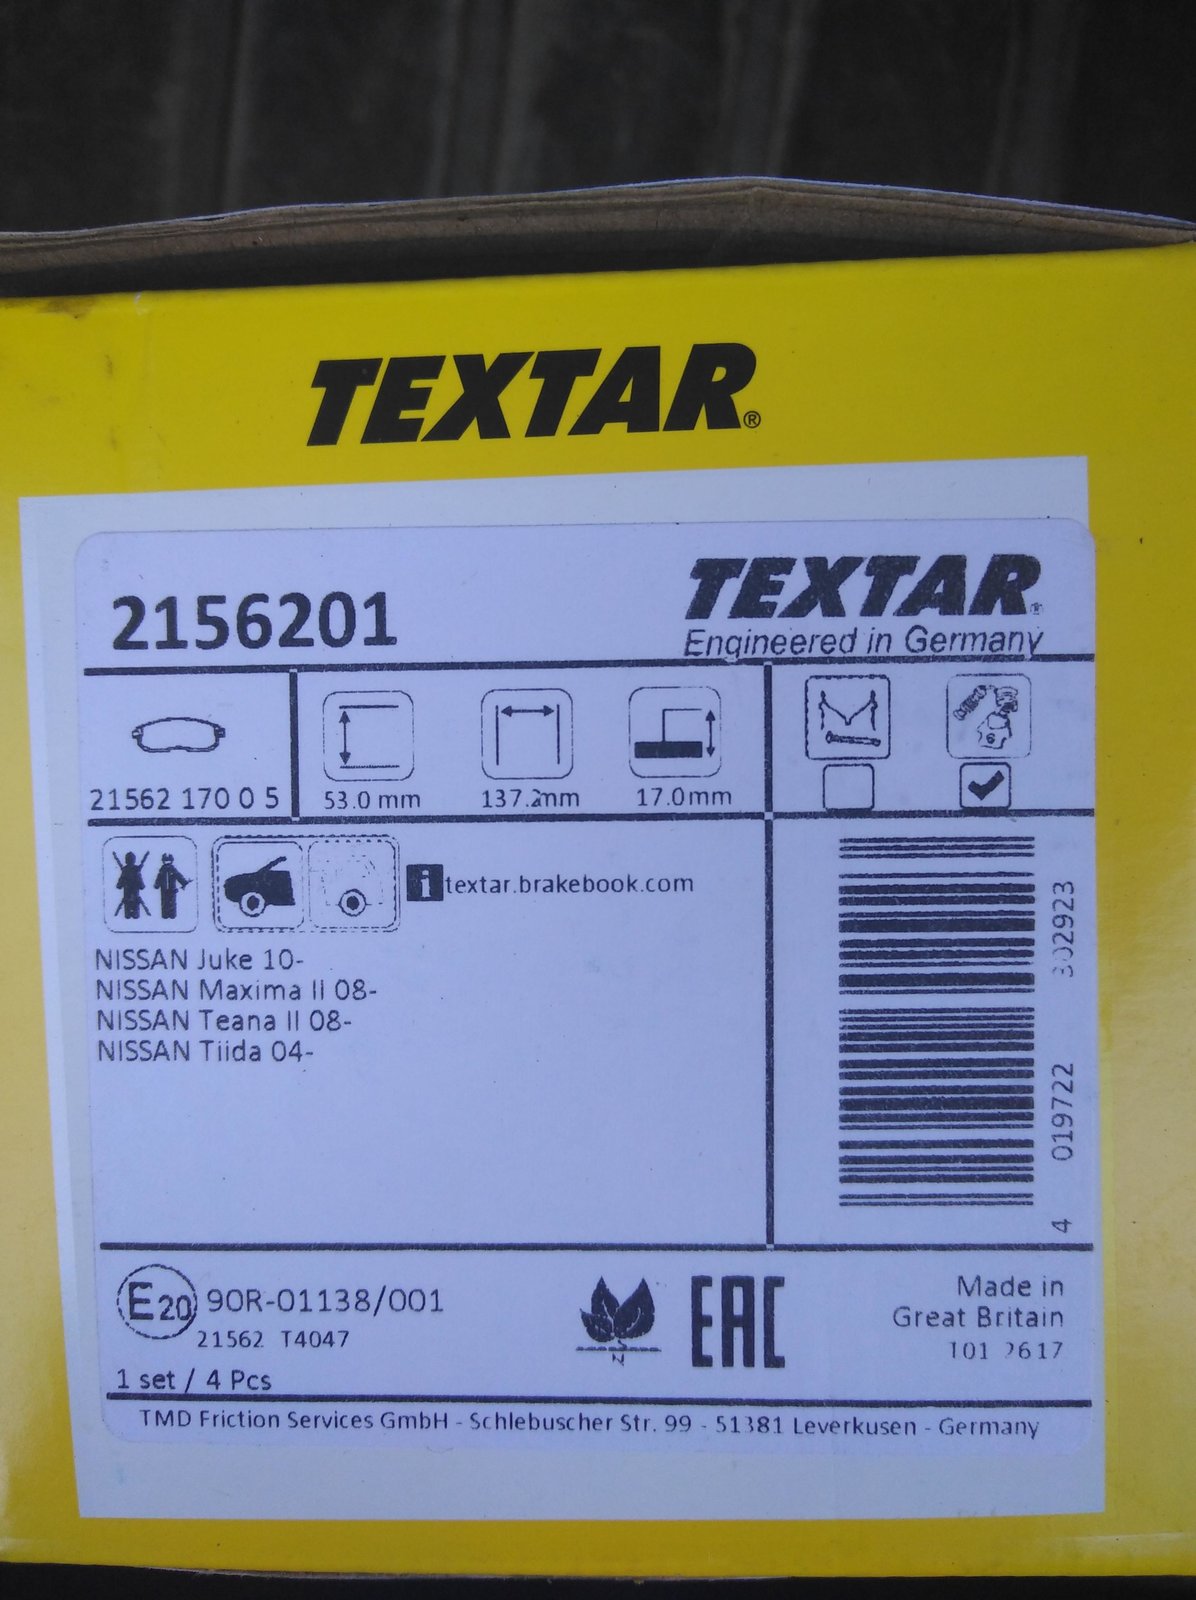 TEXTAR®
2156201
TEXTAR®
Engineered in Germany
21562 170 0 5
53.0 mm
137.2mm
17.0mm
6
i textar.brakebook.com
NISSAN Juke 10-
NISSAN Maxima II 08-
NISSAN Teana II 08-
NISSAN Tiida 04-
4 019722 302923
E20 90R-01138/001
21562 T4047
1 set / 4 Pcs
N
EAC
Made in
Great Britain
101 2617
TMD Friction Services GmbH - Schlebuscher Str. 99 - 51381 Leverkusen - Germany